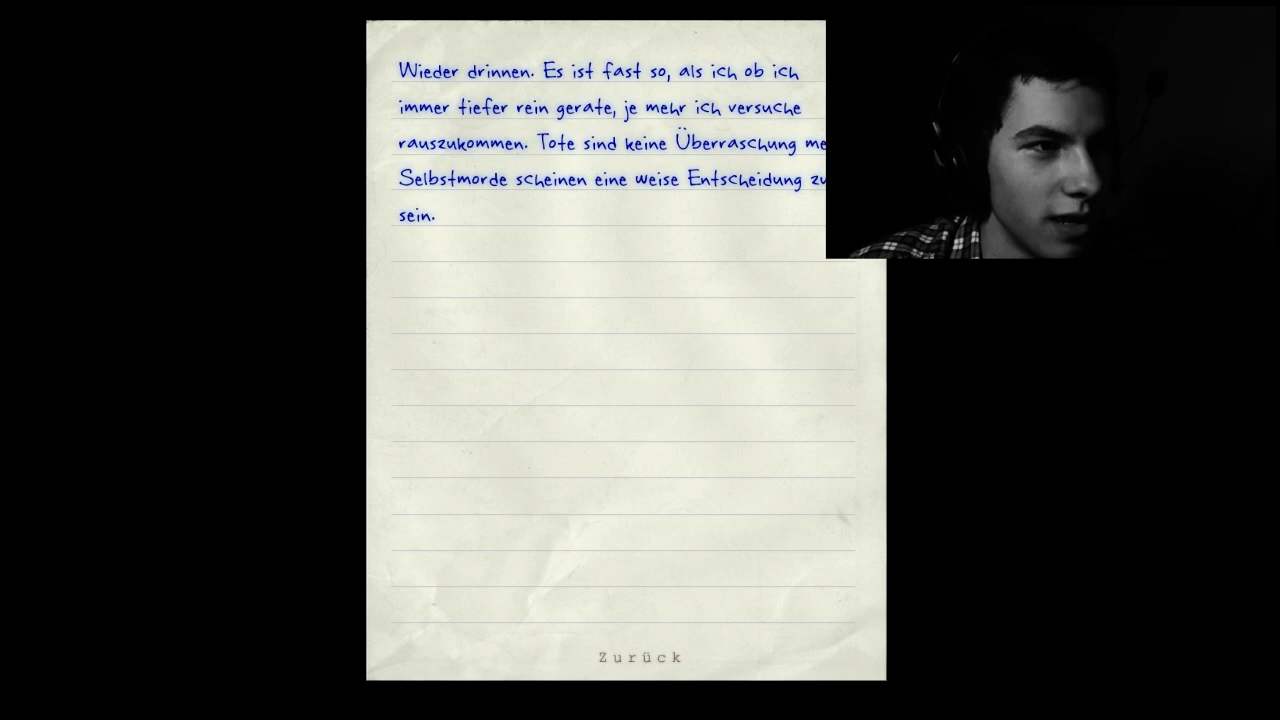 Wieder drinnen. Es ist fast so, als ich ob ich
immer tiefer rein gerate, je mehr ich versuche
rauszukommen. Tote sind keine Überraschung
Selbstmorde scheinen eine weise Entscheidung zu
sein.
Zurück